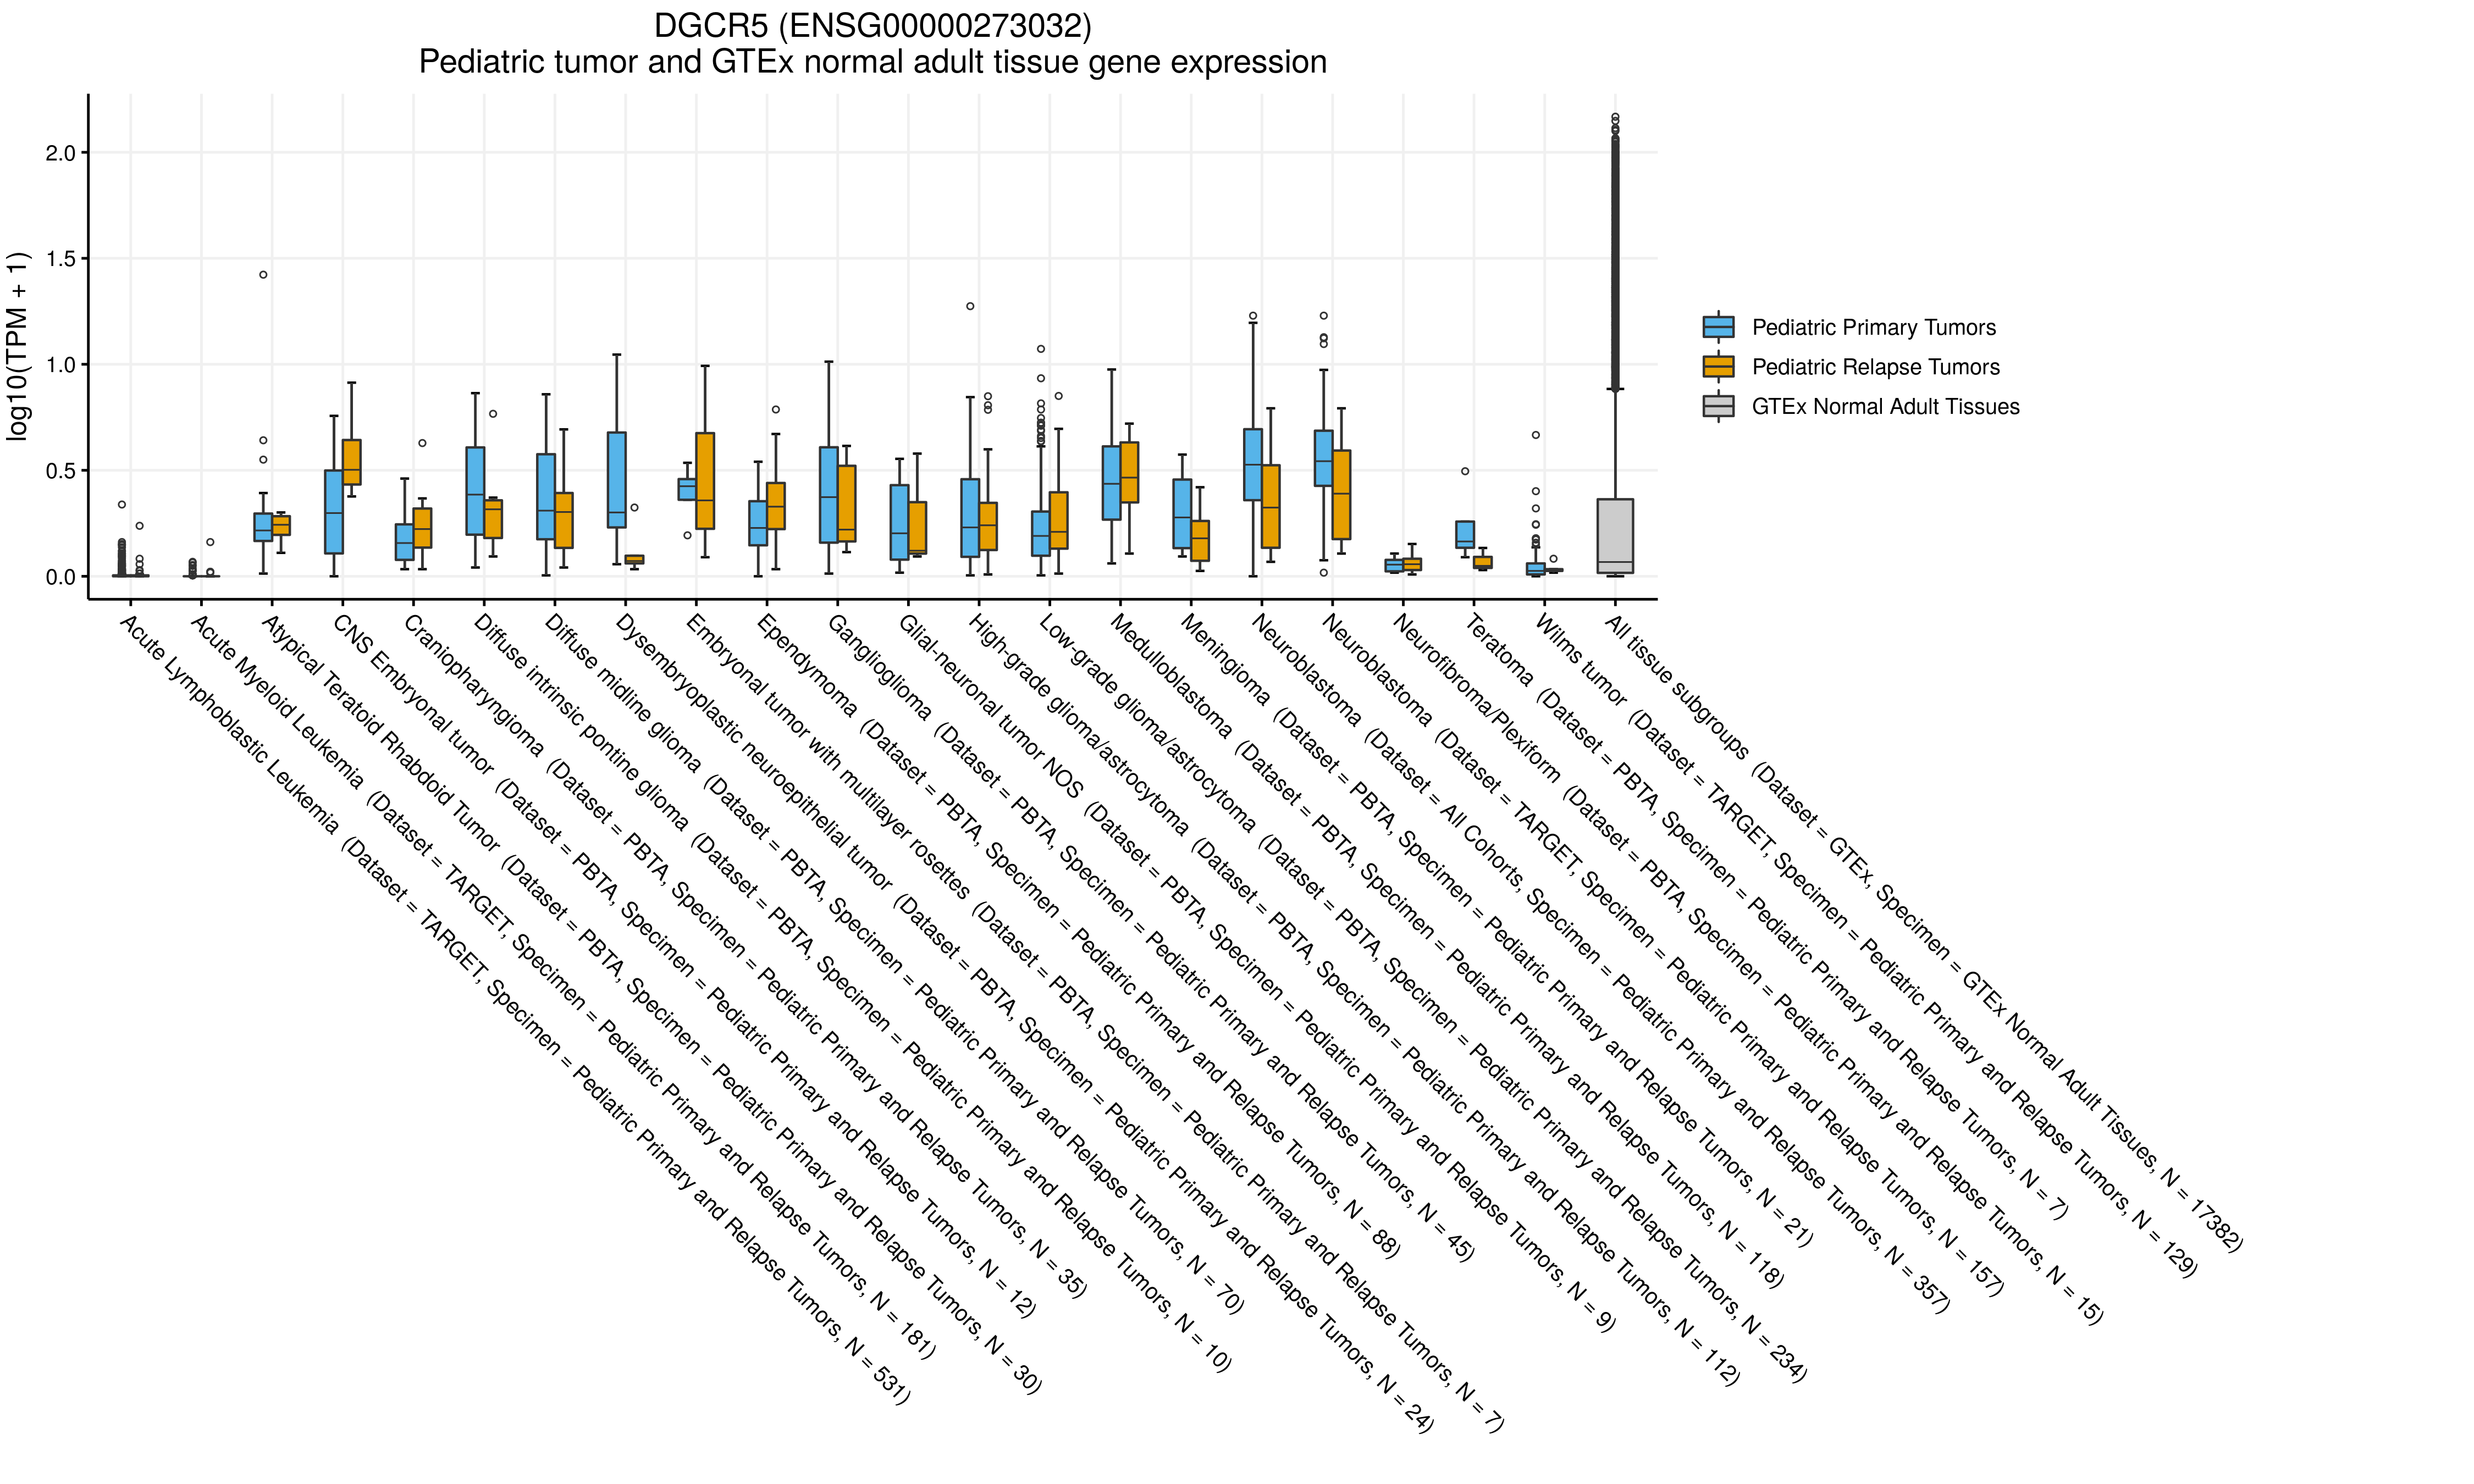 DGCR5 (ENSG00000273032)
Pediatric tumor and GTEx normal adult tissue gene expression
log10(TPM + 1)
2.0
1.5
1.0
0.5
0.0
Pediatric Primary Tumors
Pediatric Relapse Tumors
GTEx Normal Adult Tissues
Acute Lymphoblastic Leukemia (Dataset = TARGET, Specimen = Pediatric Primary and Relapse Tumors, N = 531)
Acute Myeloid Leukemia (Dataset = TARGET, Specimen = Pediatric Primary and Relapse Tumors, N = 181)
Atypical Teratoid Rhabdoid Tumor (Dataset = PBTA, Specimen = Pediatric Primary and Relapse Tumors, N = 30)
CNS Embryonal tumor (Dataset = PBTA, Specimen = Pediatric Primary and Relapse Tumors, N = 12)
Craniopharyngioma (Dataset = PBTA, Specimen = Pediatric Primary and Relapse Tumors, N = 35)
Diffuse intrinsic pontine glioma (Dataset = PBTA, Specimen = Pediatric Primary and Relapse Tumors, N = 10)
Diffuse midline glioma (Dataset = PBTA, Specimen = Pediatric Primary and Relapse Tumors, N = 70)
Dysembryoplastic neuroepithelial tumor (Dataset = PBTA, Specimen = Pediatric Primary and Relapse Tumors, N = 24)
Embryonal tumor with multilayer rosettes (Dataset = PBTA, Specimen = Pediatric Primary and Relapse Tumors, N = 7)
Ependymoma (Dataset = PBTA, Specimen = Pediatric Primary and Relapse Tumors, N = 88)
Ganglioglioma (Dataset = PBTA, Specimen = Pediatric Primary and Relapse Tumors, N = 45)
Glial-neuronal tumor NOS (Dataset = PBTA, Specimen = Pediatric Primary and Relapse Tumors, N = 9)
High-grade glioma/astrocytoma (Dataset = PBTA, Specimen = Pediatric Primary and Relapse Tumors, N = 112)
Low-grade glioma/astrocytoma (Dataset = PBTA, Specimen = Pediatric Primary and Relapse Tumors, N = 234)
Medulloblastoma (Dataset = PBTA, Specimen = Pediatric Primary and Relapse Tumors, N = 118)
Meningioma (Dataset = PBTA, Specimen = Pediatric Primary and Relapse Tumors, N = 21)
Neuroblastoma (Dataset = All Cohorts, Specimen = Pediatric Primary and Relapse Tumors, N = 357)
Neuroblastoma (Dataset = TARGET, Specimen = Pediatric Primary and Relapse Tumors, N = 157)
Neurofibroma/Plexiform (Dataset = PBTA, Specimen = Pediatric Primary and Relapse Tumors, N = 15)
Teratoma (Dataset = PBTA, Specimen = Pediatric Primary and Relapse Tumors, N = 7)
Wilms tumor (Dataset = TARGET, Specimen = Pediatric Primary and Relapse Tumors, N = 129)
All tissue subgroups (Dataset = GTEx, Specimen = GTEx Normal Adult Tissues, N = 17382)